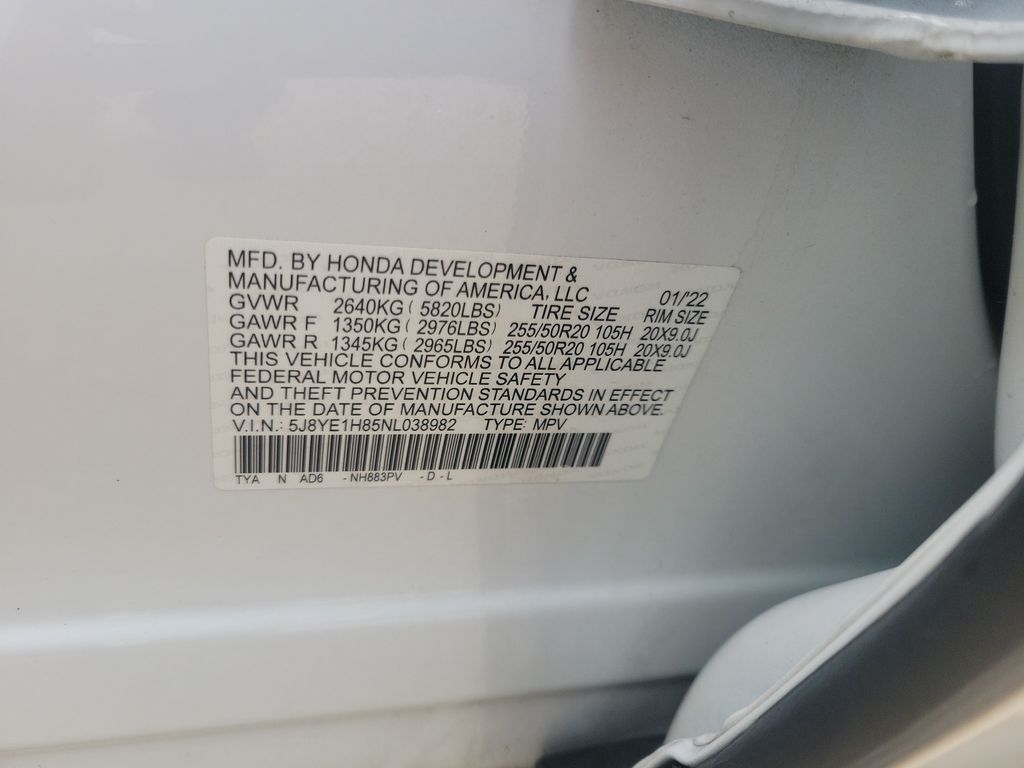 MFD. BY HONDA DEVELOPMENT &
MANUFACTURING OF AMERICA, LLC 01/'22
GVWR 2640KG ( 5820LBS) TIRE SIZE RIM SIZE
GAWR F 1350KG ( 2976LBS) 255/50R20 105H 20X9.0J
GAWR R 1345KG ( 2965LBS) 255/50R20 105H 20X9.0J
THIS VEHICLE CONFORMS TO ALL APPLICABLE
FEDERAL MOTOR VEHICLE SAFETY
AND THEFT PREVENTION STANDARDS IN EFFECT
ON THE DATE OF MANUFACTURE SHOWN ABOVE.
V.I.N.: 5J8YE1H85NL038982 TYPE: MPV
TYA N AD6 - NH883PV - D - L